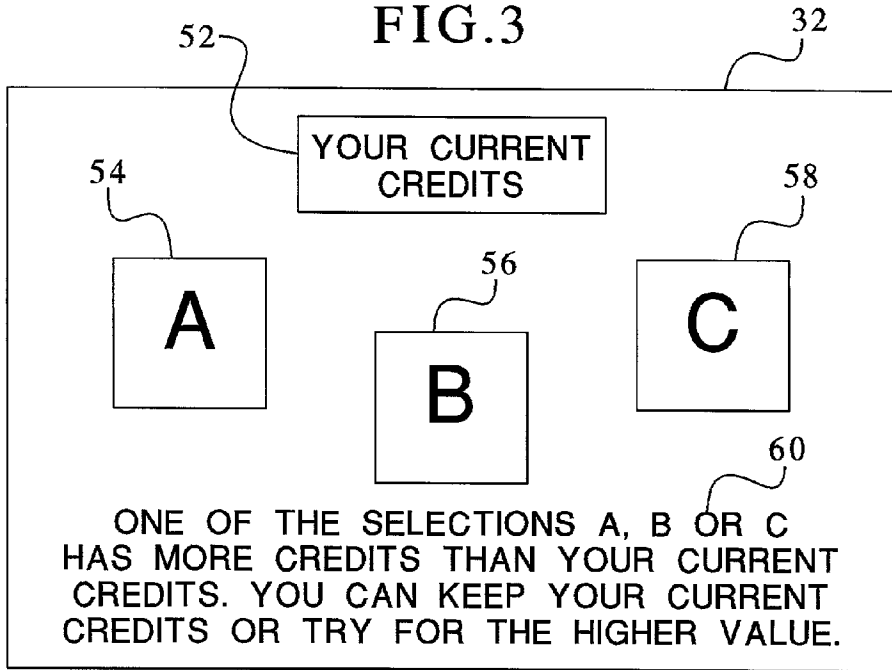 FIG.3
52
32
YOUR CURRENT
CREDITS
54
58
56
A
B
C
60
ONE OF THE SELECTIONS A, B OR C
HAS MORE CREDITS THAN YOUR CURRENT
CREDITS. YOU CAN KEEP YOUR CURRENT
CREDITS OR TRY FOR THE HIGHER VALUE.